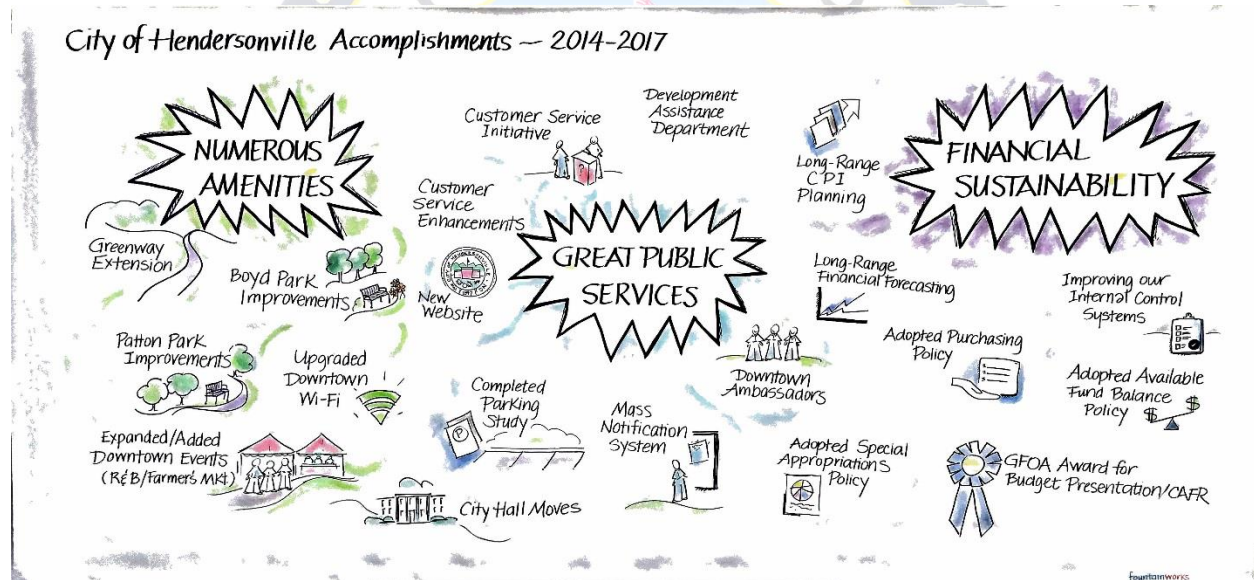 City of Hendersonville Accomplishments — 2014-2017
NUMEROUS
AMENITIES
Greenway
Extension
Boyd Park
Improvements
Patton Park
Improvements
Upgraded
Downtown
Wi-Fi
Expanded/Added
Downtown Events
(R&B/Farmers Mkt)
City Hall Moves
Customer Service
Initiative
Development
Assistance
Department
Customer
Service
Enhancements
New
Website
GREAT PUBLIC
SERVICES
Completed
Parking
Study
P
Mass
Notification
System
Downtown
Ambassadors
FINANCIAL
SUSTAINABILITY
Long-Range
CPI
Planning
Long-Range
Financial Forecasting
Improving our
Internal Control
Systems
Adopted Purchasing
Policy
Adopted Available
Fund Balance
Policy
$ $
Adopted Special
Appropriations
Policy
GFOA Award for
Budget Presentation/CAFR
fountainworks